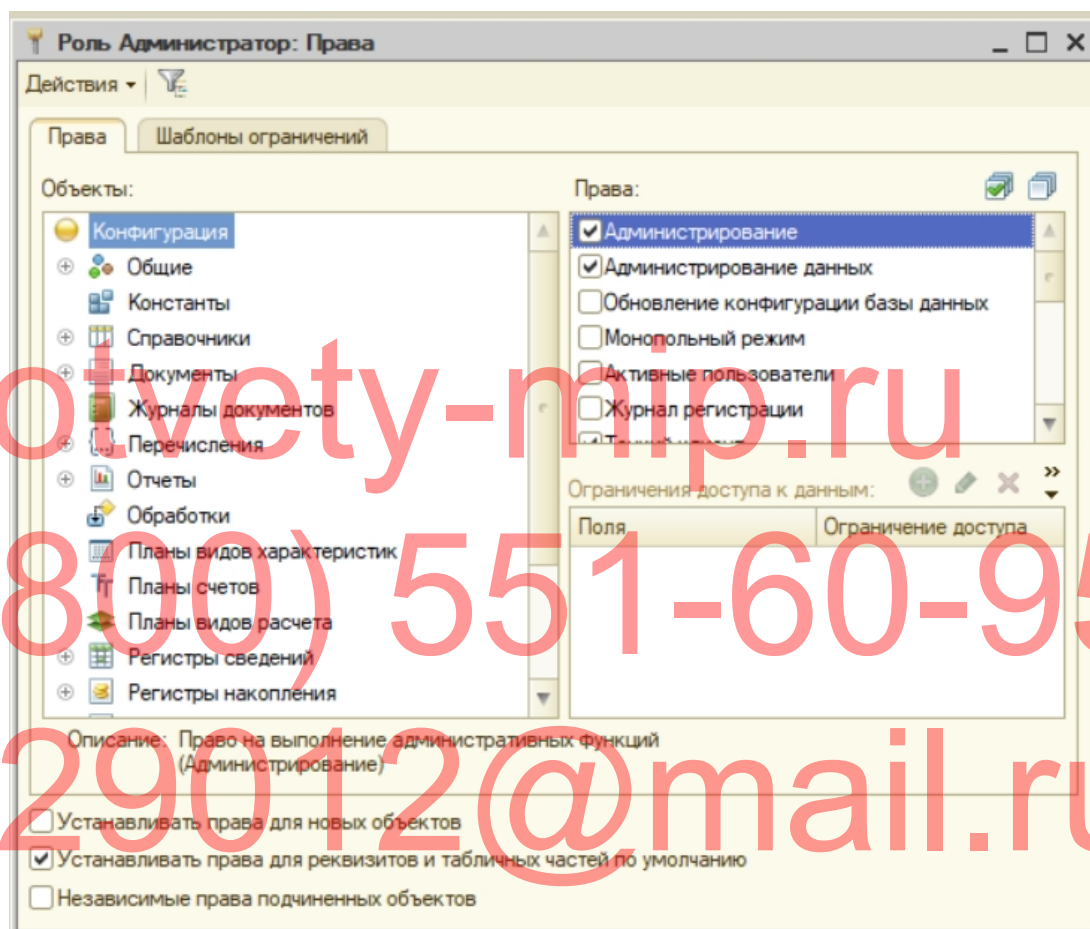 Роль Администратор: Права
Действия
Права
Шаблоны ограничений
Объекты:
Конфигурация
Общие
Константы
Справочники
Документы
Журналы документов
Перечисления
Отчеты
Обработки
Планы видов характеристик
Планы счетов
Планы видов расчета
Регистры сведений
Регистры накопления
Права:
Администрирование
Администрирование данных
Обновление конфигурации базы данных
Монопольный режим
Активные пользователи
Журнал регистрации
Тонкий клиент
Ограничения доступа к данным:
Поля
Ограничение доступа
Описание: Право на выполнение административных функций
(Администрирование)
Устанавливать права для новых объектов
Устанавливать права для реквизитов и табличных частей по умолчанию
Независимые права подчиненных объектов
otvety-mip.ru
800) 551-60-95
29012@mail.ru